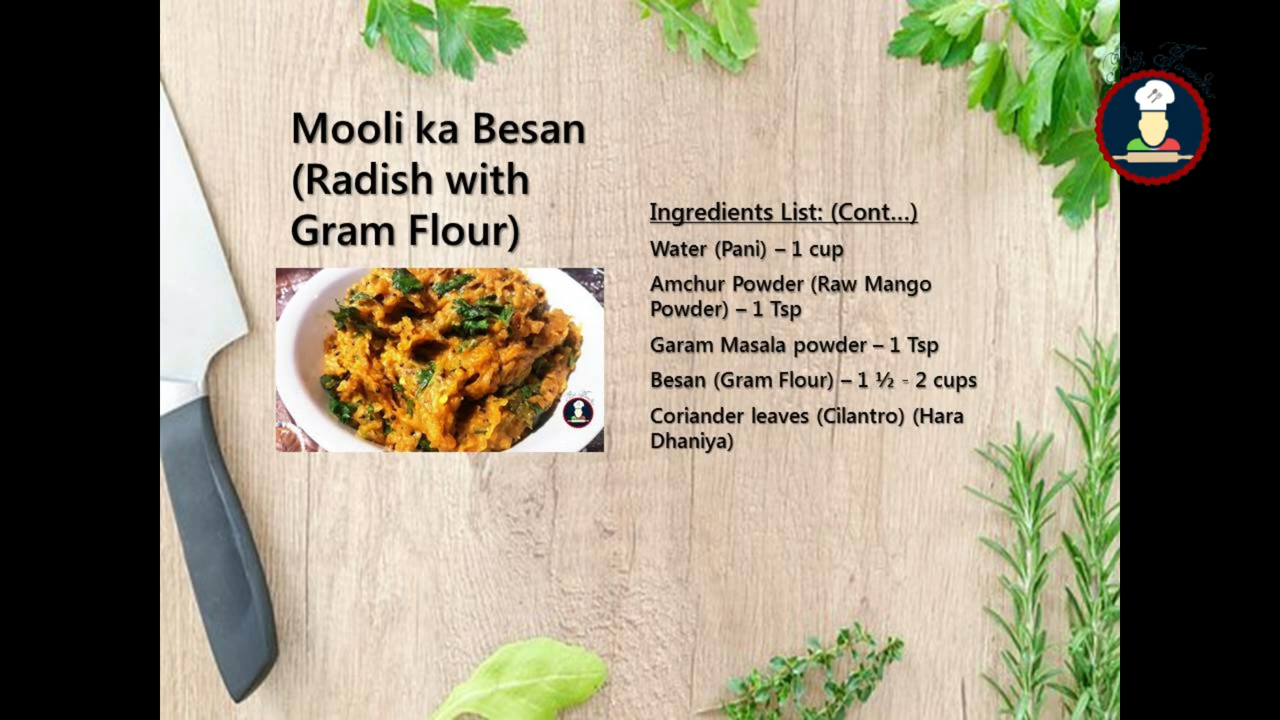 Mooli ka Besan
(Radish with
Gram Flour)
Ingredients List: (Cont...)
Water (Pani) – 1 cup
Amchur Powder (Raw Mango
Powder) – 1 Tsp
Garam Masala powder – 1 Tsp
Besan (Gram Flour) – 1 ½ - 2 cups
Coriander leaves (Cilantro) (Hara
Dhaniya)